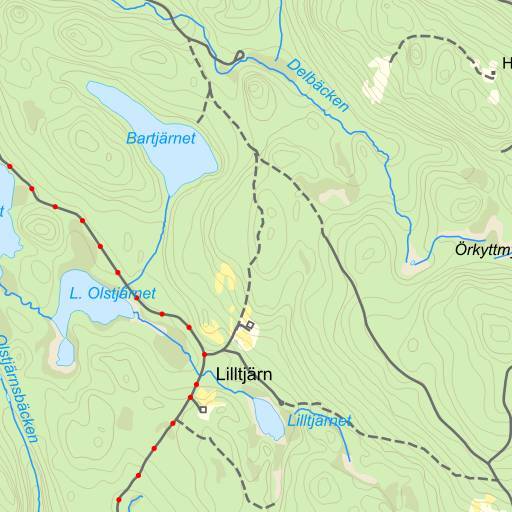 H
Delbäcken
Bartjärnet
t
Örkyttmy
L. Olstjärnet
Olstjärnsbäcken
Lilltjärn
Lilltjärnet